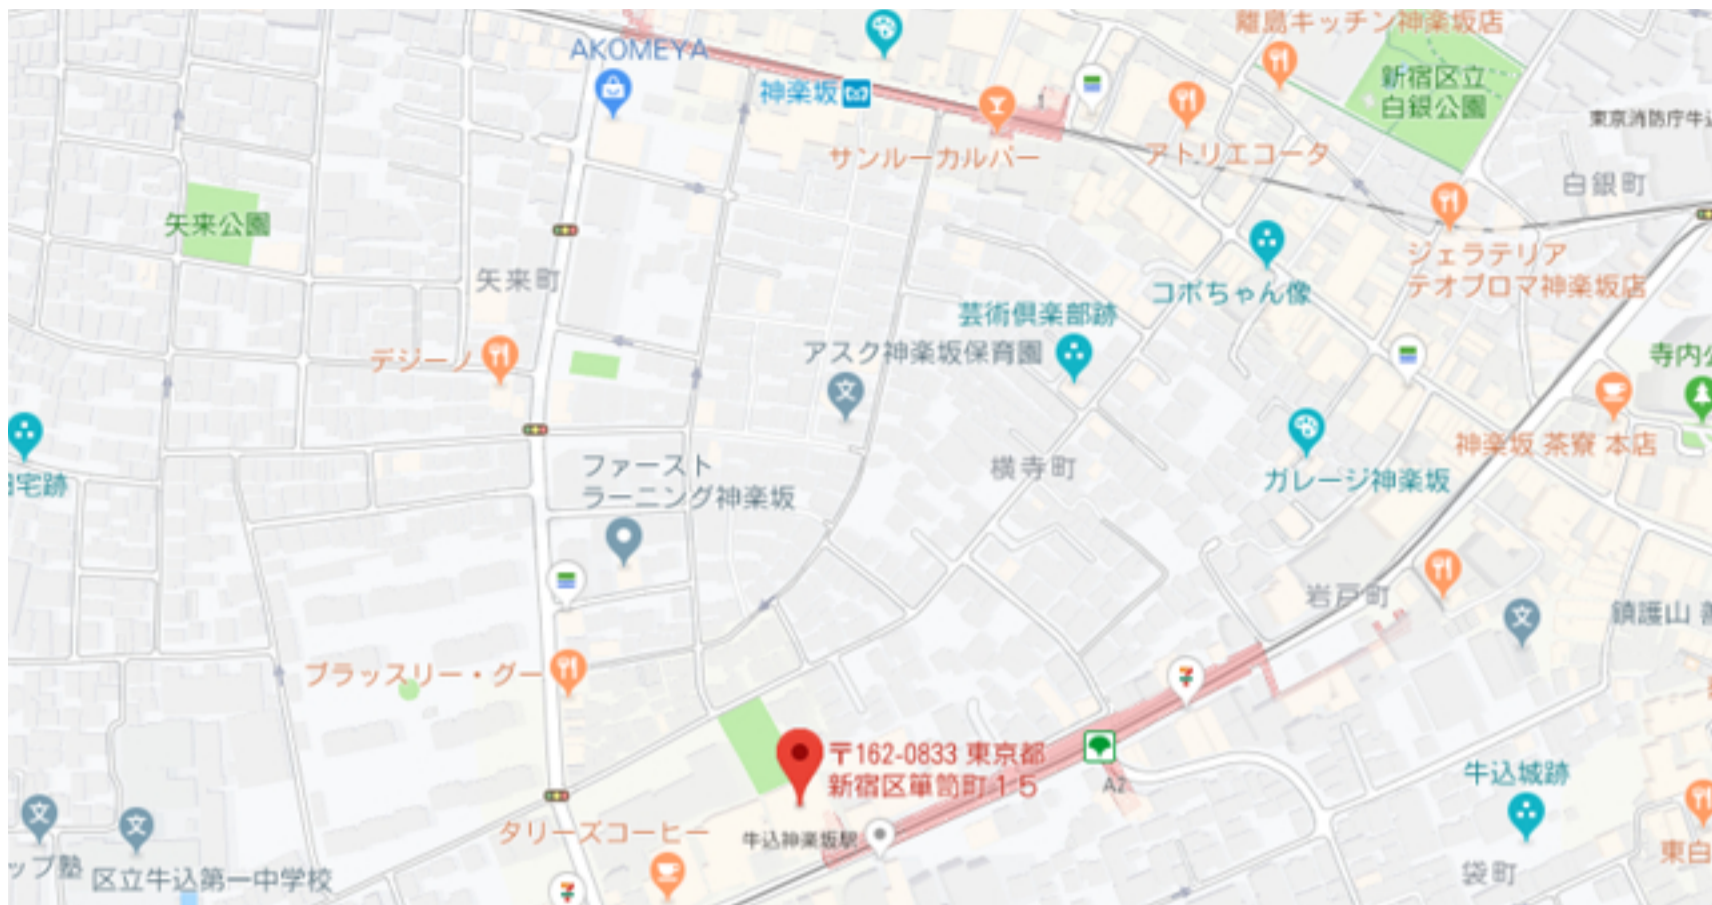 離島キッチン神楽坂店
AKOMEYA
神楽坂
新宿区立
白銀公園
1
東京消防庁牛込
サンルーカルバー
アトリエコータ
白銀町
矢来公園
ジェラテリア
テオブロマ神楽坂店
矢来町
コボちゃん像
芸術倶楽部跡
アスク神楽坂保育園
デジーノ
寺内公
神楽坂 茶寮 本店
ファースト
ラーニング神楽坂
横寺町
ガレージ神楽坂
宅跡
岩戸町
鎮護山
ブラッスリー・グー
〒162-0833 東京都
新宿区箪笥町15
A2
牛込城跡
タリーズコーヒー
牛込神楽坂駅
ップ塾
区立牛込第一中学校
袋町
東白